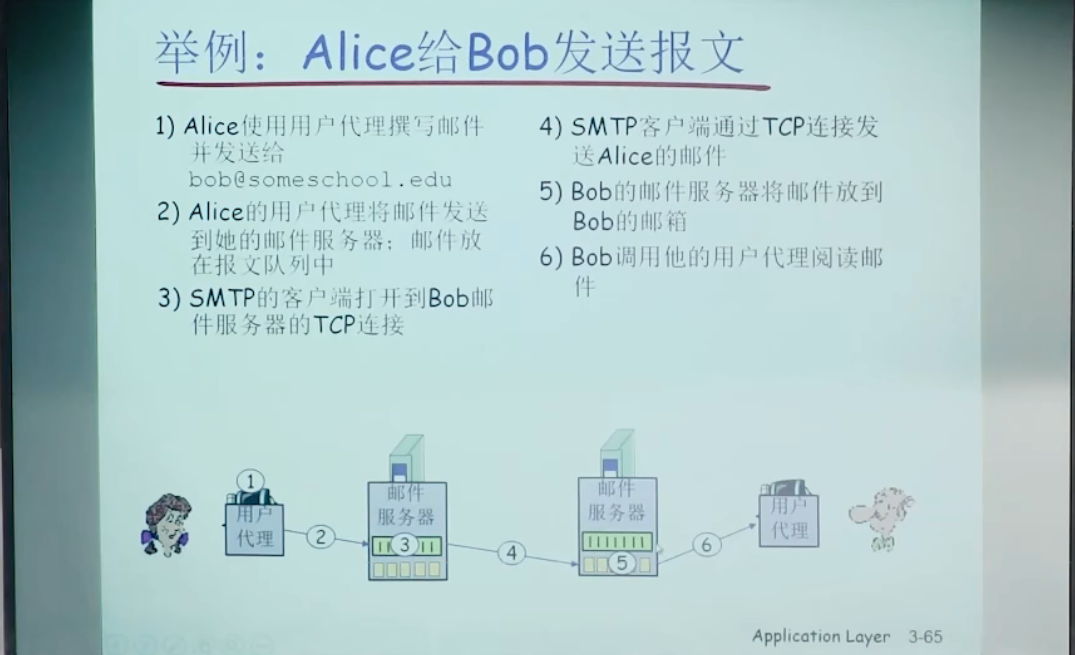 举例：Alice给Bob发送报文
1) Alice使用用户代理撰写邮件
并发送给
bob@someschool.edu
2) Alice的用户代理将邮件发送
到她的邮件服务器；邮件放
在报文队列中
3) SMTP的客户端打开到Bob邮
件服务器的TCP连接
4) SMTP客户端通过TCP连接发
送Alice的邮件
5) Bob的邮件服务器将邮件放到
Bob的邮箱
6) Bob调用他的用户代理阅读邮
件
1
用户
代理
2
邮件
服务器
3
4
邮件
服务器
5
6
用户
代理
Application Layer 3-65